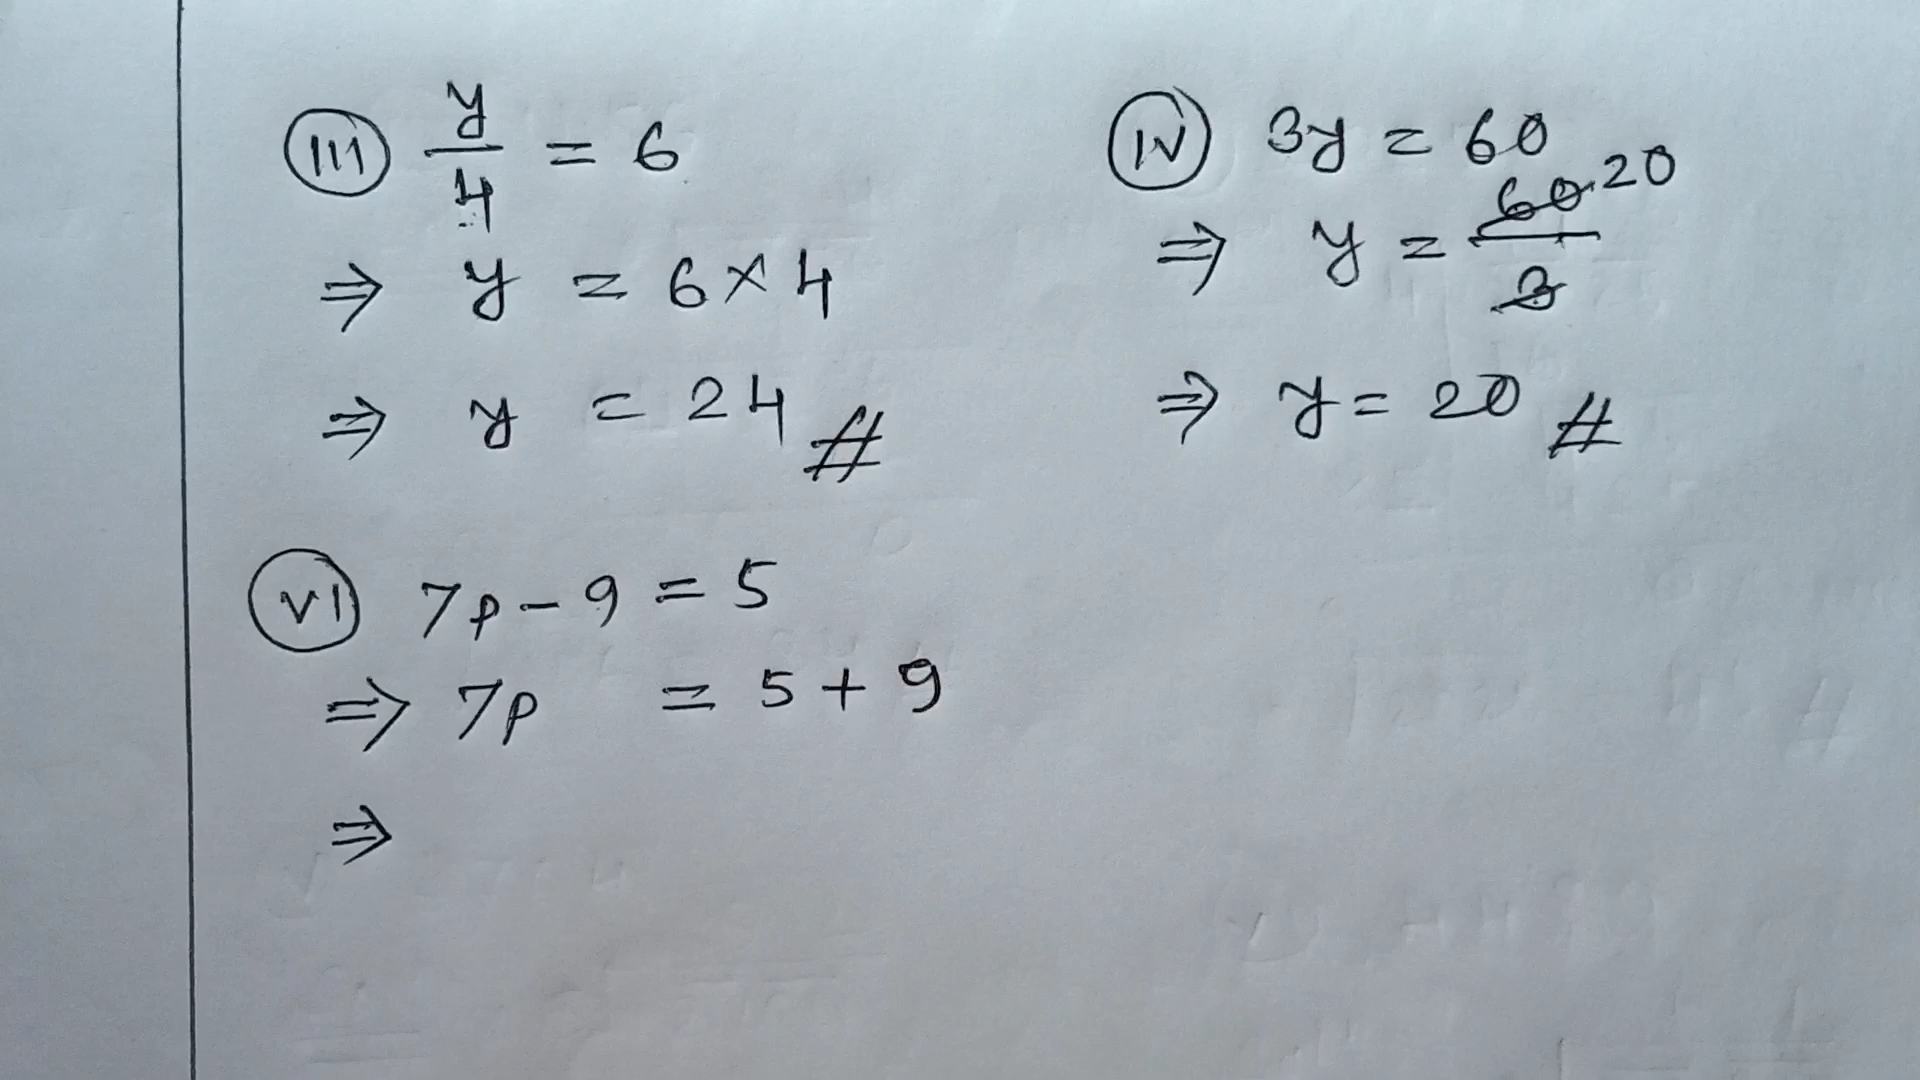 (III) y/4 = 6
⇒ y = 6 × 4
⇒ y = 24 #
(IV) 3y = 60
⇒ y = 60/3 20
⇒ y = 20 #
(VI) 7p - 9 = 5
⇒ 7p = 5 + 9
⇒